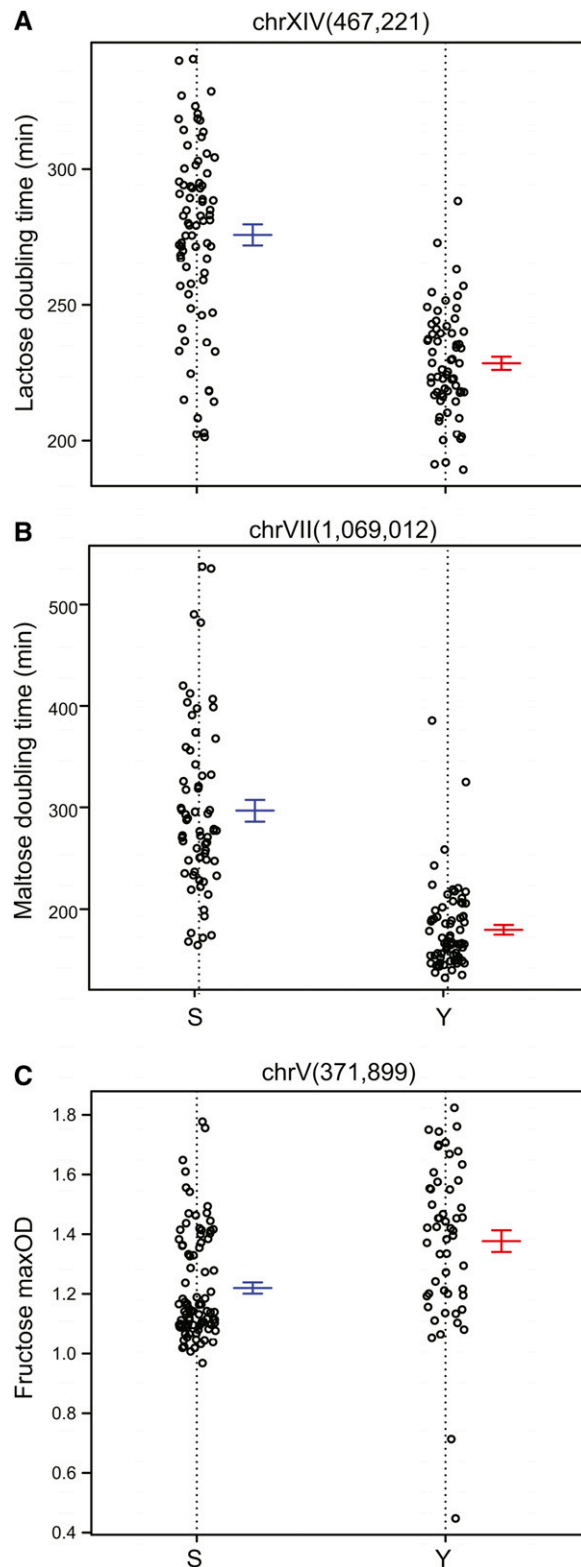 A
chrXIV(467,221)
Lactose doubling time (min)
300
250
200
B
chrVII(1,069,012)
Maltose doubling time (min)
500
400
300
200
S Y
C
chrV(371,899)
Fructose maxOD
1.8
1.6
1.4
1.2
1.0
0.8
0.6
0.4
S Y